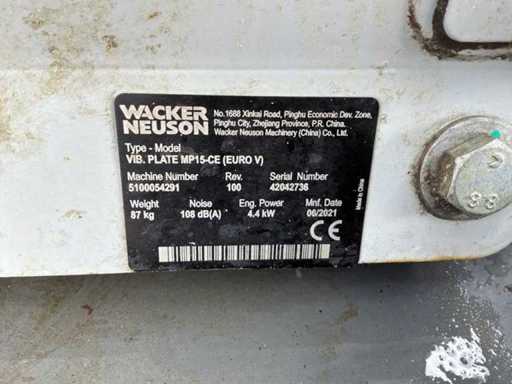 WACKER
NEUSON
No.1688 Xinkai Road, Pinghu Economic Dev. Zone,
Pinghu City, Zhejiang Province, P.R. China.
Wacker Neuson Machinery (China) Co., Ltd.
Type - Model
VIB. PLATE MP15-CE (EURO V)
Machine Number Rev. Serial Number
5100054291 100 42042736
Weight Noise Eng. Power Mnf. Date
87 kg 108 dB(A) 4.4 kW 06/2021
CE
Made in China
8.8